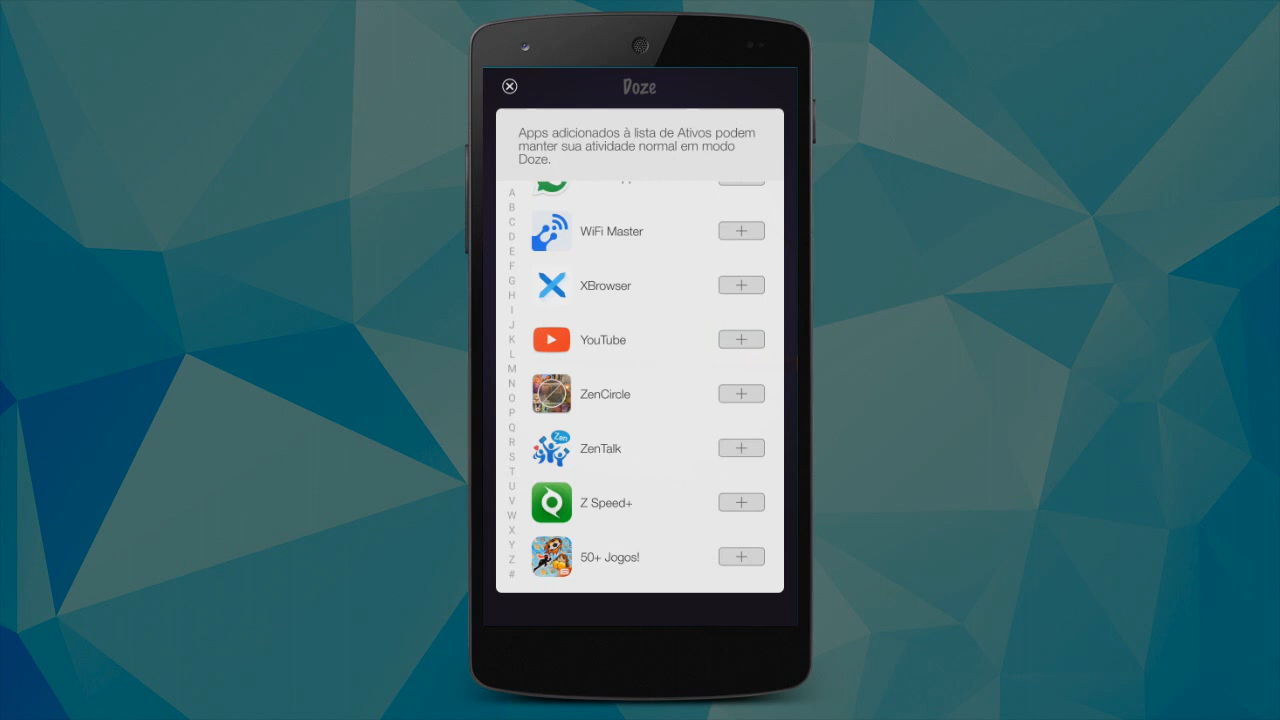 Doze
Apps adicionados à lista de Ativos podem
manter sua atividade normal em modo
Doze.
A
B
C
D
E
F
G
H
I
J
K
L
M
N
O
P
Q
R
S
T
U
V
W
X
Y
Z
#
WiFi Master
XBrowser
YouTube
ZenCircle
Zen
ZenTalk
Z Speed+
50+ Jogos!